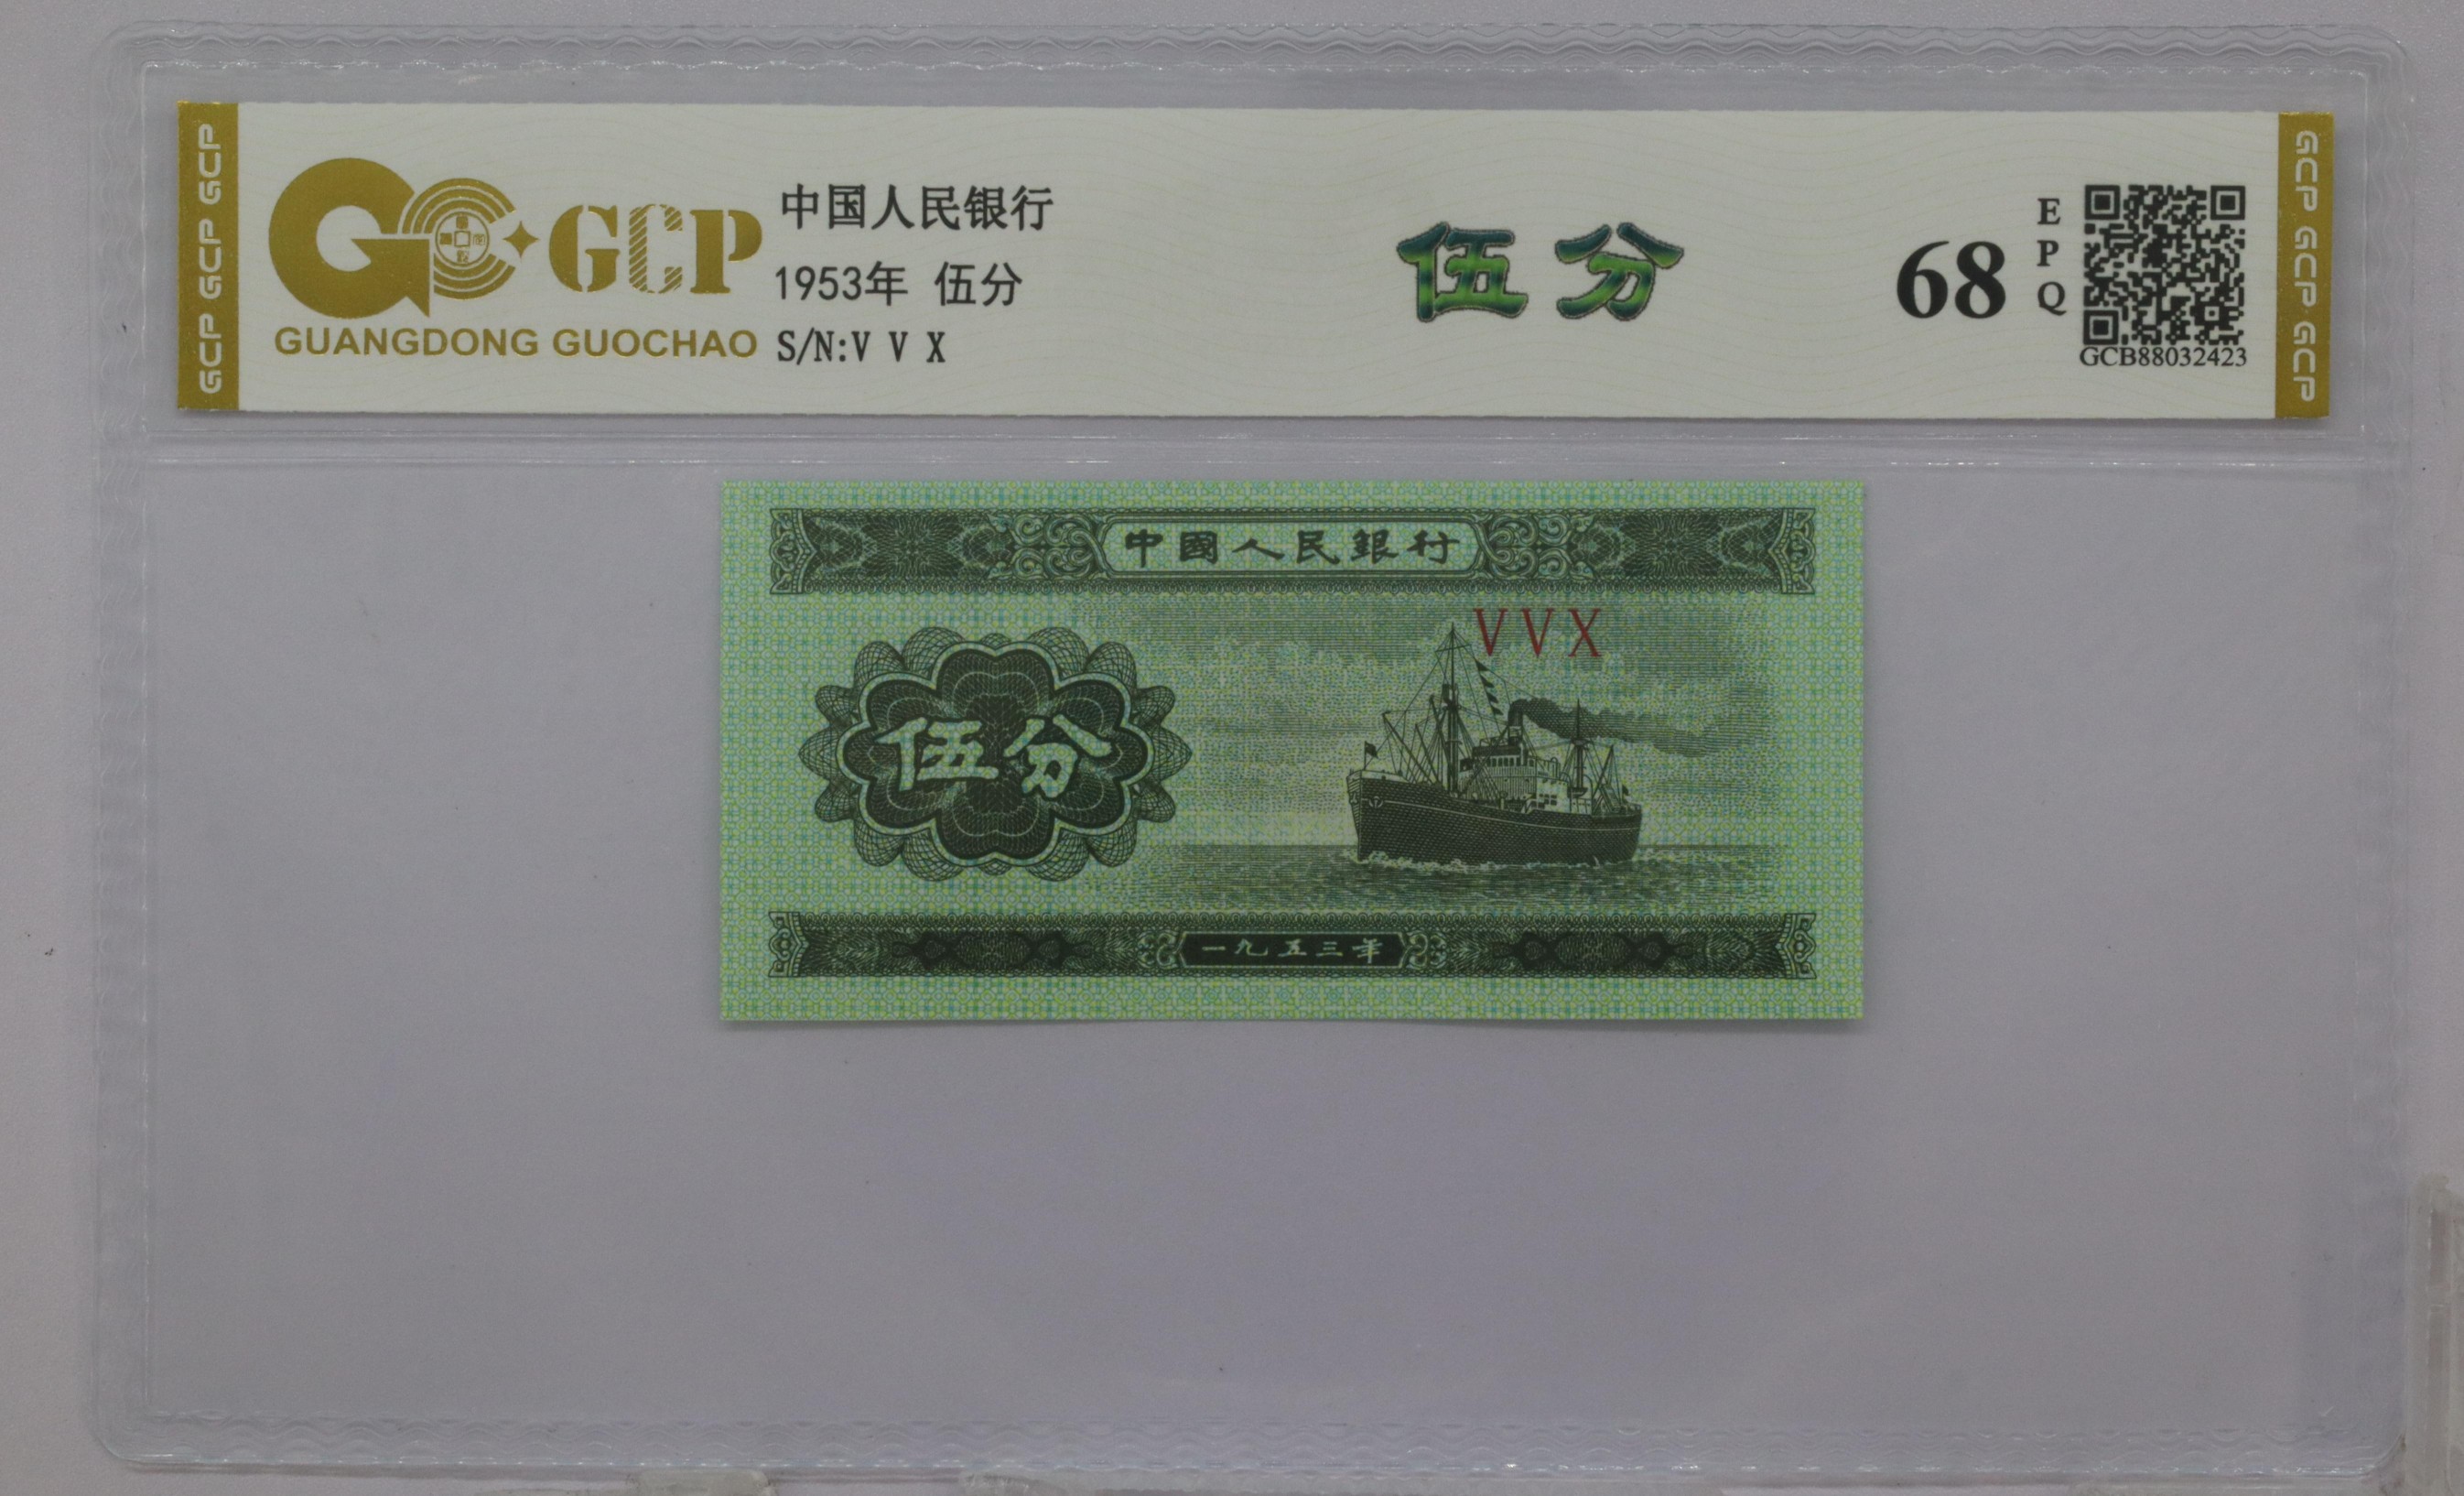 GCP GCP GCP
GCP
GUANGDONG GUOCHAO
中国人民银行
1953年 伍分
S/N:V V X
伍分
68
EPQ
GCB88032423
GCP GCP GCP
中國人民銀行
VVX
伍分
一九五三年